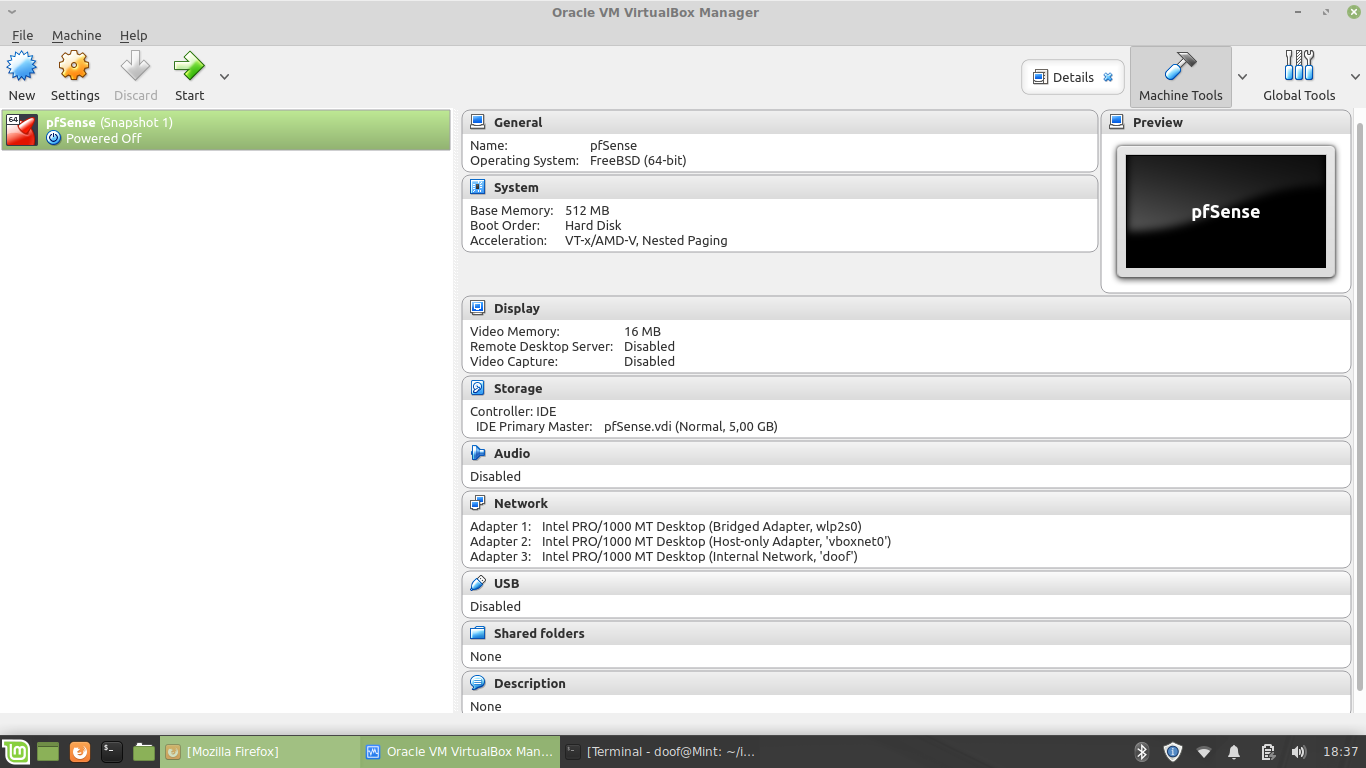 Oracle VM VirtualBox Manager
File Machine Help
New Settings Discard Start Details Machine Tools Global Tools
64
pfSense (Snapshot 1)
Powered Off
General
Name: pfSense
Operating System: FreeBSD (64-bit)
System
Base Memory: 512 MB
Boot Order: Hard Disk
Acceleration: VT-x/AMD-V, Nested Paging
Preview
pfSense
Display
Video Memory: 16 MB
Remote Desktop Server: Disabled
Video Capture: Disabled
Storage
Controller: IDE
IDE Primary Master: pfSense.vdi (Normal, 5,00 GB)
Audio
Disabled
Network
Adapter 1: Intel PRO/1000 MT Desktop (Bridged Adapter, wlp2s0)
Adapter 2: Intel PRO/1000 MT Desktop (Host-only Adapter, 'vboxnet0')
Adapter 3: Intel PRO/1000 MT Desktop (Internal Network, 'doof')
USB
Disabled
Shared folders
None
Description
None
[Mozilla Firefox] Oracle VM VirtualBox Man... [Terminal - doof@Mint: ~/i... 18:37